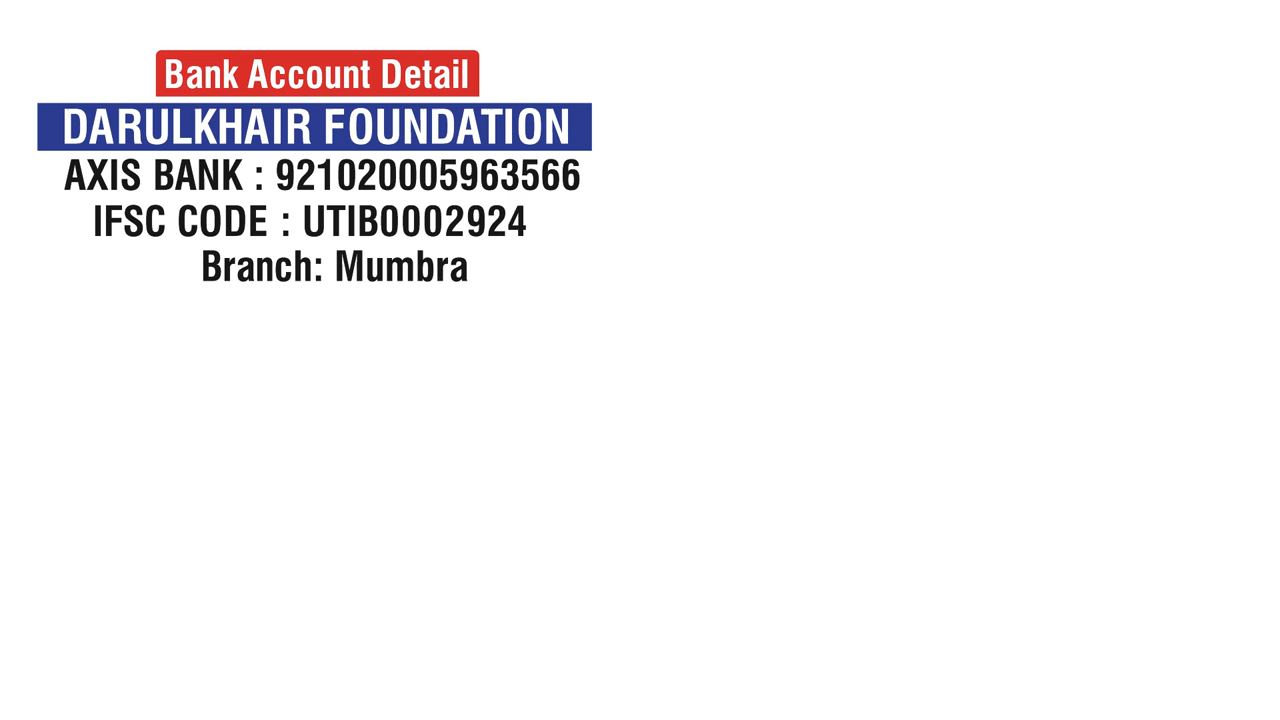 Bank Account Detail
DARULKHAIR FOUNDATION
AXIS BANK : 921020005963566
IFSC CODE : UTIB0002924
Branch: Mumbra